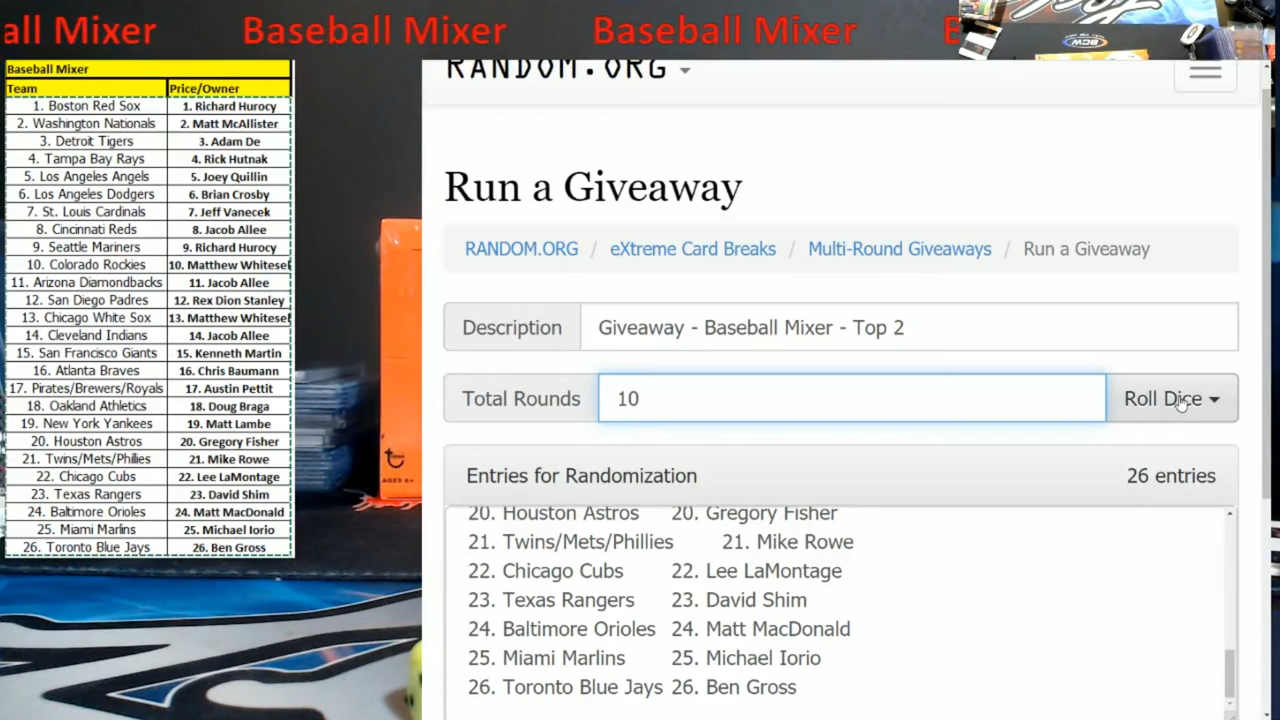 all Mixer Baseball Mixer Baseball Mixer
Baseball Mixer
Team Price/Owner
1. Boston Red Sox 1. Richard Hurocy
2. Washington Nationals 2. Matt McAllister
3. Detroit Tigers 3. Adam De
4. Tampa Bay Rays 4. Rick Hutnak
5. Los Angeles Angels 5. Joey Quillin
6. Los Angeles Dodgers 6. Brian Crosby
7. St. Louis Cardinals 7. Jeff Vanecek
8. Cincinnati Reds 8. Jacob Allee
9. Seattle Mariners 9. Richard Hurocy
10. Colorado Rockies 10. Matthew Whitesel
11. Arizona Diamondbacks 11. Jacob Allee
12. San Diego Padres 12. Rex Dion Stanley
13. Chicago White Sox 13. Matthew Whitesel
14. Cleveland Indians 14. Jacob Allee
15. San Francisco Giants 15. Kenneth Martin
16. Atlanta Braves 16. Chris Baumann
17. Pirates/Brewers/Royals 17. Austin Pettit
18. Oakland Athletics 18. Doug Braga
19. New York Yankees 19. Matt Lambe
20. Houston Astros 20. Gregory Fisher
21. Twins/Mets/Phillies 21. Mike Rowe
22. Chicago Cubs 22. Lee LaMontage
23. Texas Rangers 23. David Shim
24. Baltimore Orioles 24. Matt MacDonald
25. Miami Marlins 25. Michael Iorio
26. Toronto Blue Jays 26. Ben Gross
BCW
AGES 6+
RANDOM.ORG
Run a Giveaway
RANDOM.ORG / eXtreme Card Breaks / Multi-Round Giveaways / Run a Giveaway
Description Giveaway - Baseball Mixer - Top 2
Total Rounds 10 Roll Dice
Entries for Randomization 26 entries
20. Houston Astros 20. Gregory Fisher
21. Twins/Mets/Phillies 21. Mike Rowe
22. Chicago Cubs 22. Lee LaMontage
23. Texas Rangers 23. David Shim
24. Baltimore Orioles 24. Matt MacDonald
25. Miami Marlins 25. Michael Iorio
26. Toronto Blue Jays 26. Ben Gross